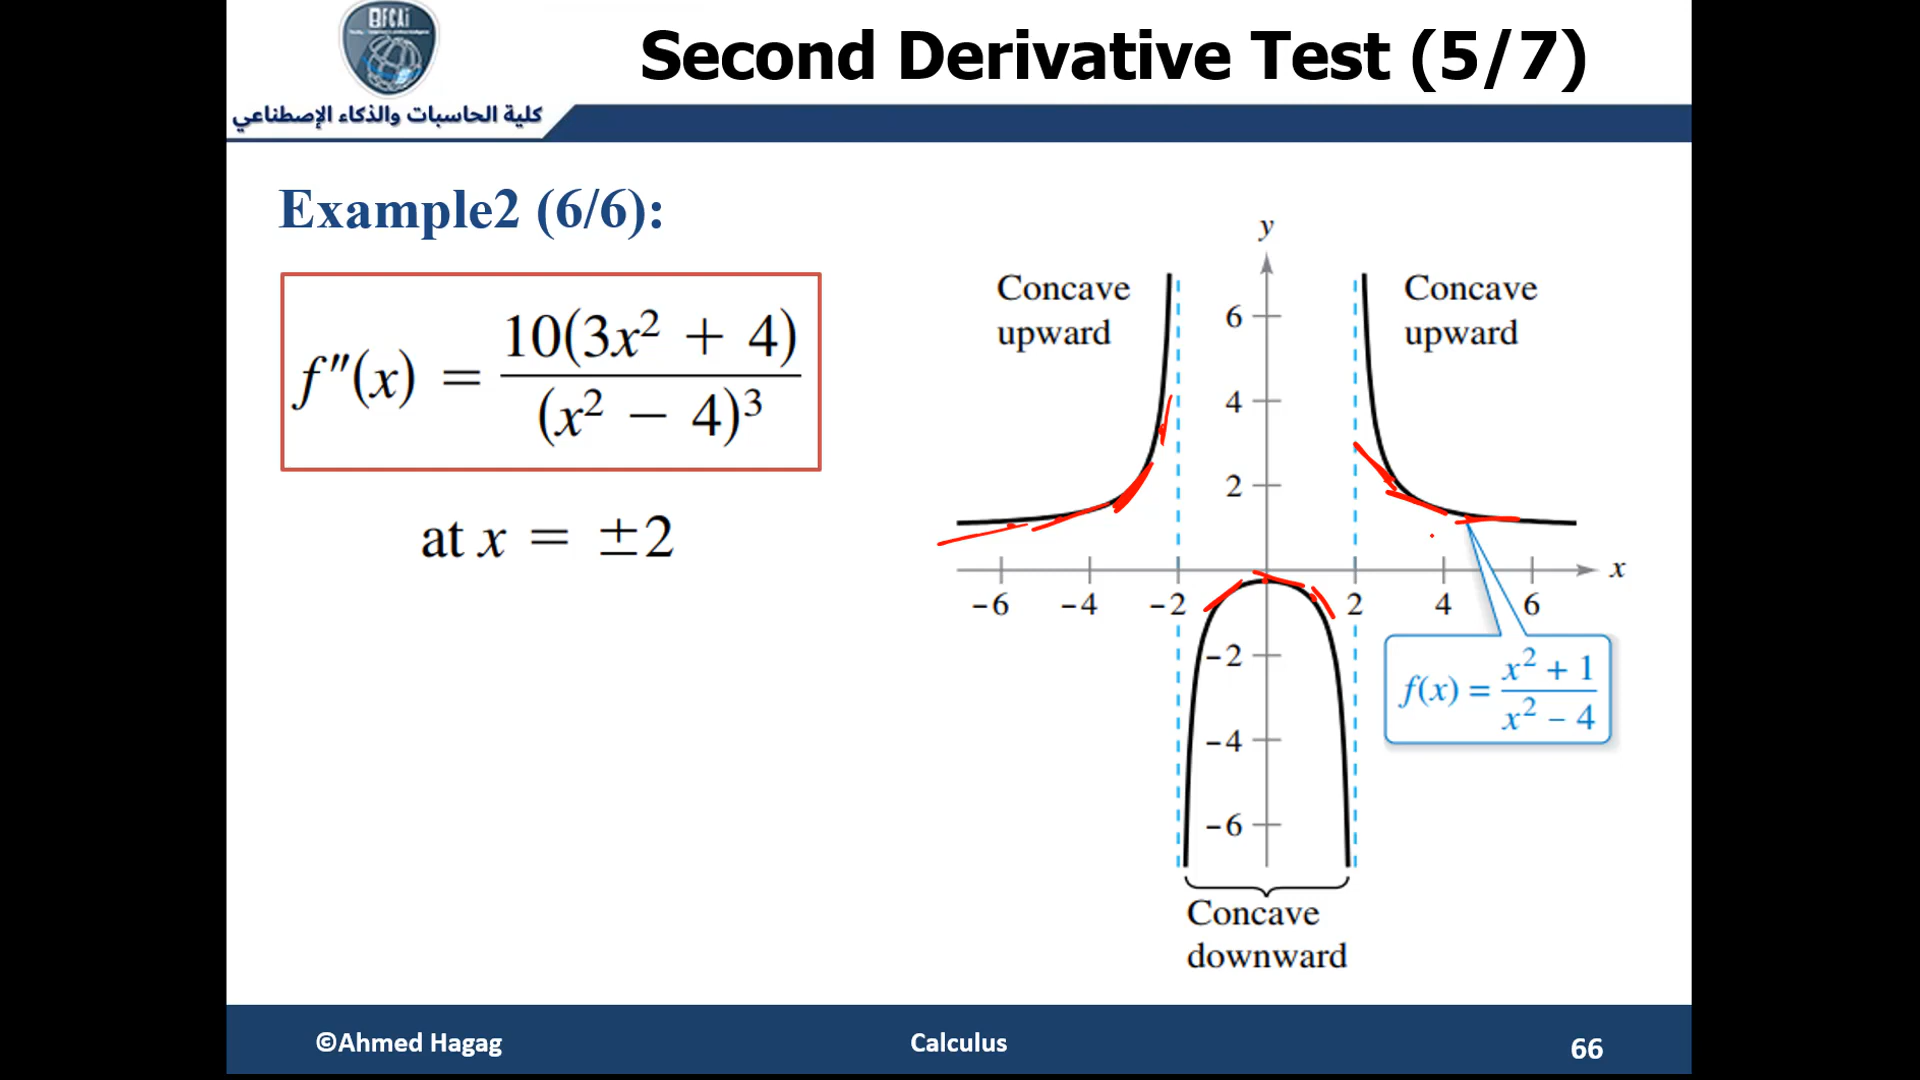 FCAi
Second Derivative Test (5/7)
كلية الحاسبات والذكاء الإصطناعي
Example2 (6/6):
f″(x) = 10(3x² + 4) / (x² − 4)³
at x = ±2
y
Concave
upward
Concave
upward
6
4
2
x
−6 −4 −2 2 4 6
−2
−4
−6
f(x) = x² + 1 / x² − 4
Concave
downward
©Ahmed Hagag
Calculus
66